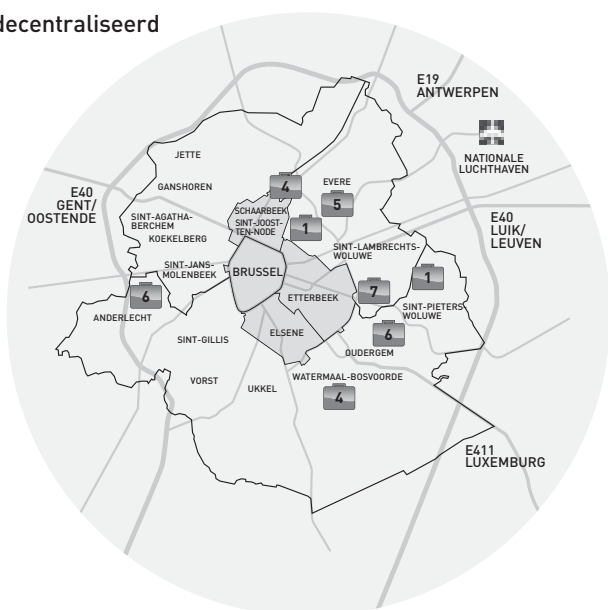 decentraliseerd
E19
ANTWERPEN
NATIONALE
LUCHTHAVEN
JETTE
GANSHOREN
4
EVERE
5
E40
GENT/
OOSTENDE
SINT-AGATHA-
BERCHEM
KOEKELBERG
SCHAARBEEK
SINT-JOOST-
TEN-NODE
1
E40
LUIK/
LEUVEN
SINT-LAMBRECHTS-
WOLUWE
SINT-JANS-
MOLENBEEK
BRUSSEL
1
6
ETTERBEEK
7
ANDERLECHT
SINT-PIETERS
WOLUWE
ELSENE
6
SINT-GILLIS
OUDERGEM
VORST
UKKEL
WATERMAAL-BOSVOORDE
4
E411
LUXEMBURG